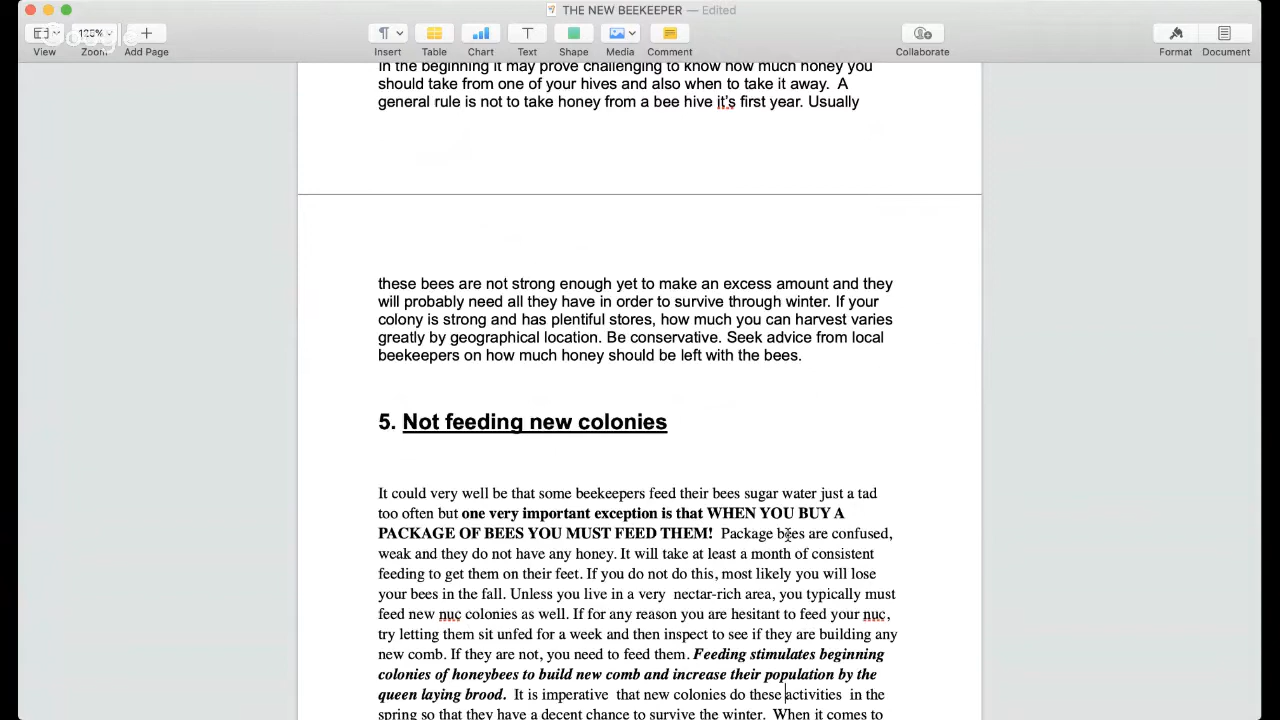 THE NEW BEEKEEPER — Edited
125%
Google
View
Zoom
Add Page
Insert
Table
Chart
Text
Shape
Media
Comment
Collaborate
Format
Document
In the beginning it may prove challenging to know how much honey you
should take from one of your hives and also when to take it away.  A
general rule is not to take honey from a bee hive it's first year. Usually
these bees are not strong enough yet to make an excess amount and they
will probably need all they have in order to survive through winter. If your
colony is strong and has plentiful stores, how much you can harvest varies
greatly by geographical location. Be conservative. Seek advice from local
beekeepers on how much honey should be left with the bees.
5. Not feeding new colonies
It could very well be that some beekeepers feed their bees sugar water just a tad
too often but one very important exception is that WHEN YOU BUY A
PACKAGE OF BEES YOU MUST FEED THEM!  Package bees are confused,
weak and they do not have any honey. It will take at least a month of consistent
feeding to get them on their feet. If you do not do this, most likely you will lose
your bees in the fall. Unless you live in a very  nectar-rich area, you typically must
feed new nuc colonies as well. If for any reason you are hesitant to feed your nuc,
try letting them sit unfed for a week and then inspect to see if they are building any
new comb. If they are not, you need to feed them. Feeding stimulates beginning
colonies of honeybees to build new comb and increase their population by the
queen laying brood.  It is imperative  that new colonies do these activities  in the
spring so that they have a decent chance to survive the winter.  When it comes to